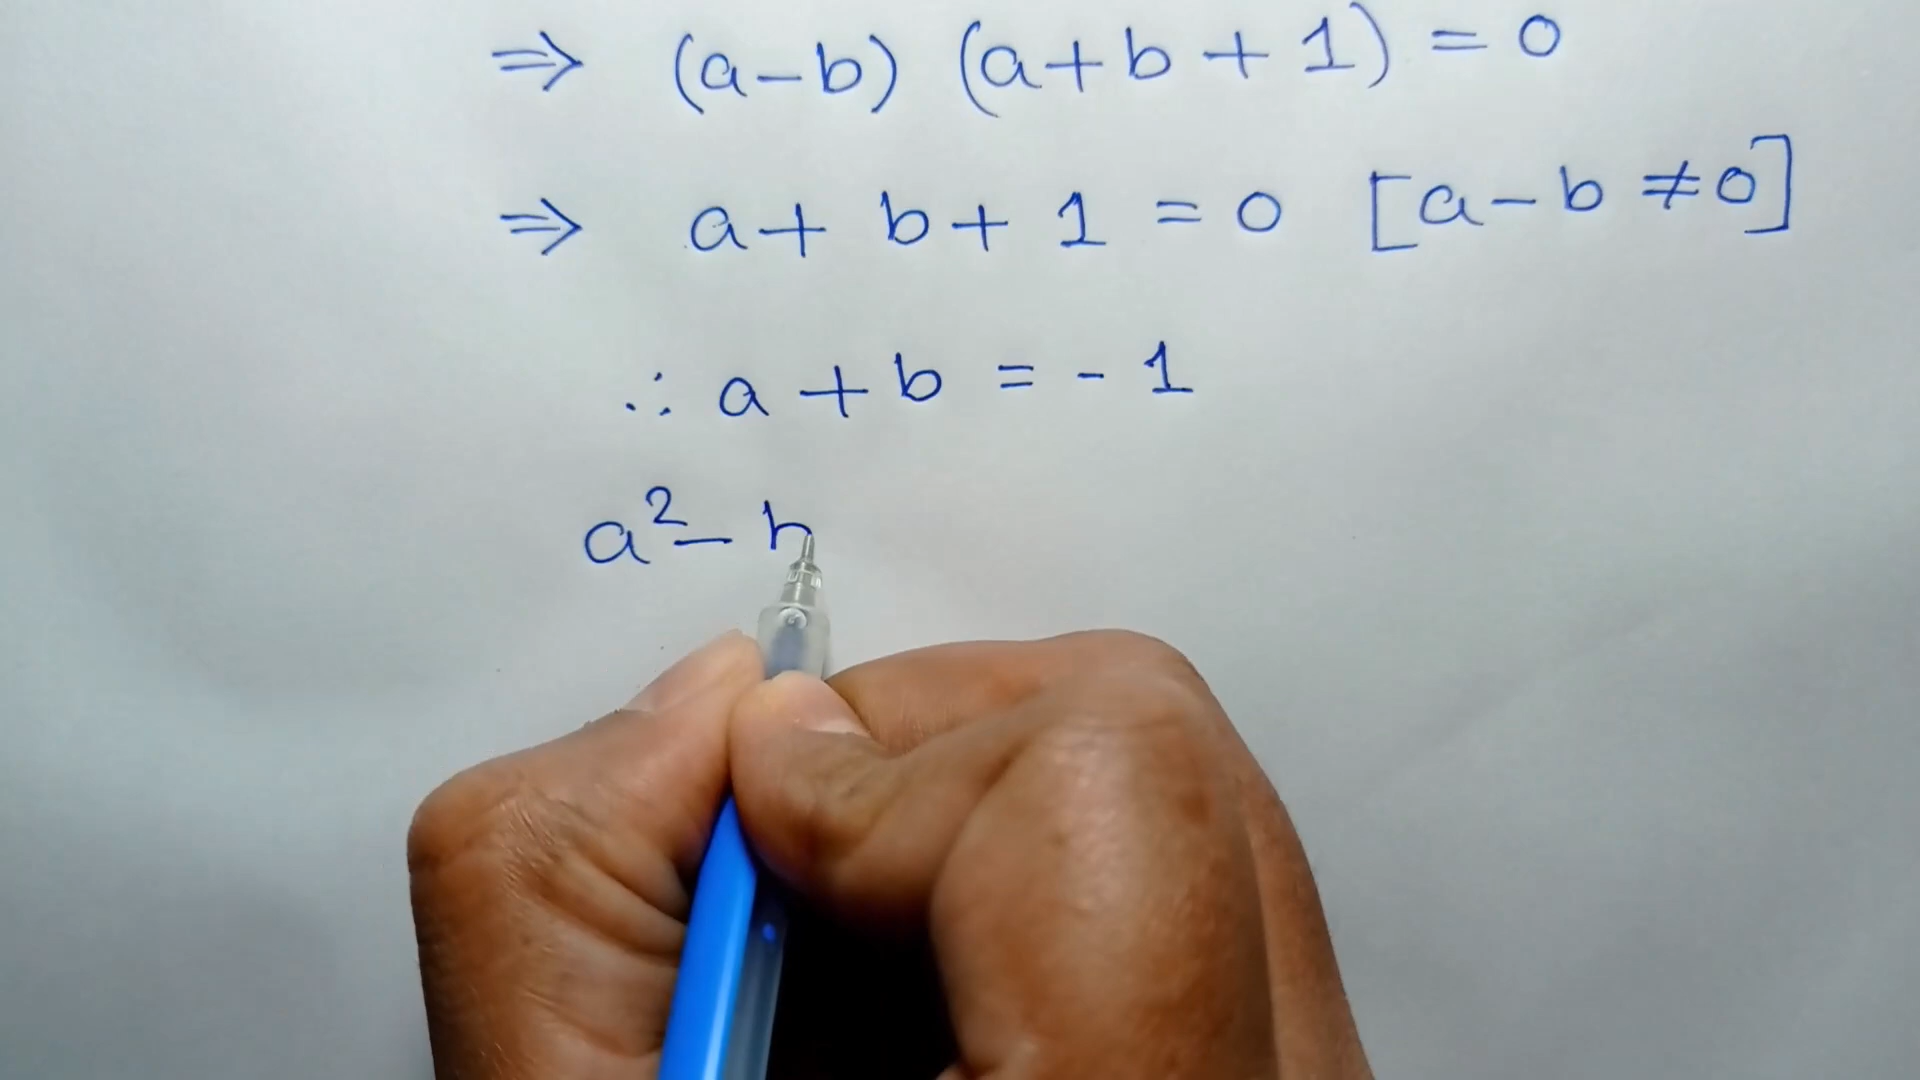 ⇒ (a-b) (a+b+1) = 0
⇒ a+b+1 = 0 [a-b ≠0]
∴ a+b = -1
a²- b